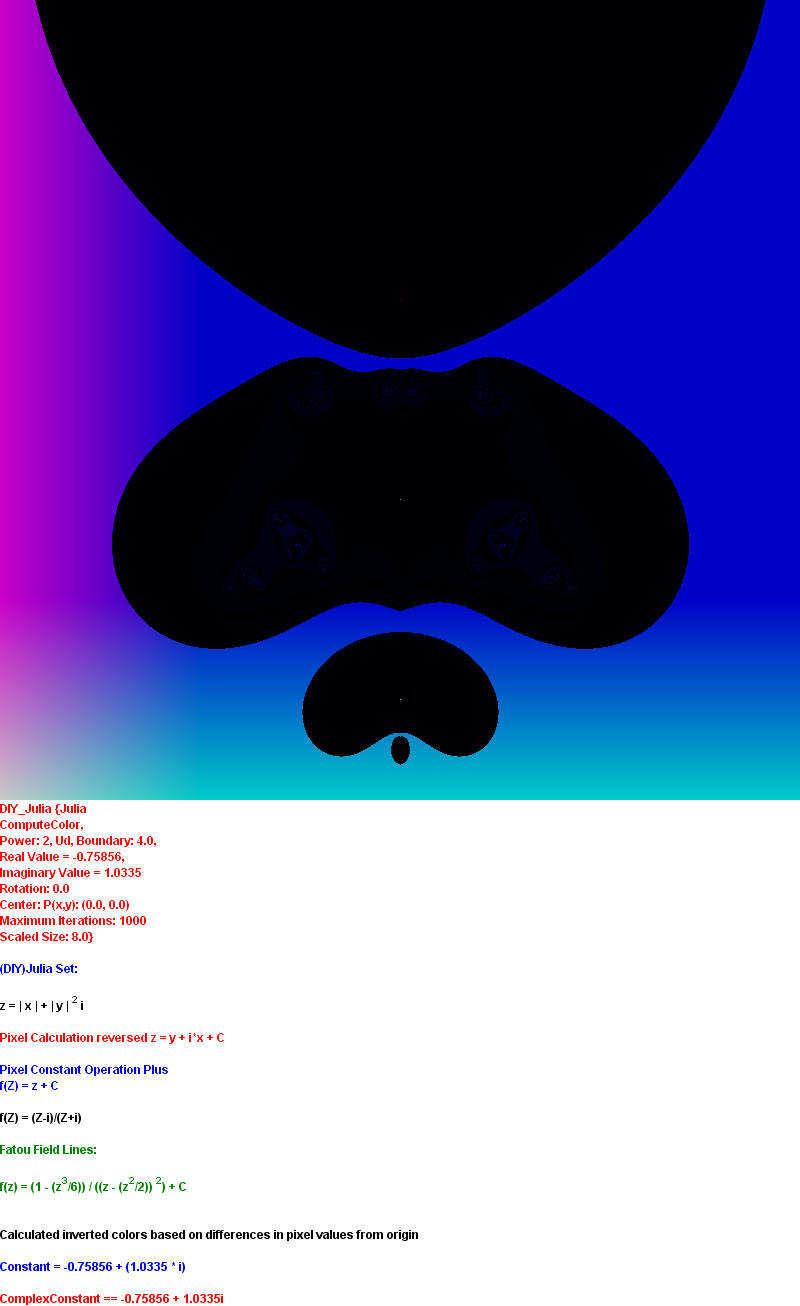 DIY_Julia {Julia
ComputeColor,
Power: 2, Ud, Boundary: 4.0,
Real Value = -0.75856,
Imaginary Value = 1.0335
Rotation: 0.0
Center: P(x,y): (0.0, 0.0)
Maximum Iterations: 1000
Scaled Size: 8.0}
(DIY)Julia Set:
z = | x | + | y | ² i
Pixel Calculation reversed z = y + i*x + C
Pixel Constant Operation Plus
f(Z) = z + C
f(Z) = (Z-i)/(Z+i)
Fatou Field Lines:
f(z) = (1 - (z³/6)) / ((z - (z²/2)) ²) + C
Calculated inverted colors based on differences in pixel values from origin
Constant = -0.75856 + (1.0335 * i)
ComplexConstant == -0.75856 + 1.0335i